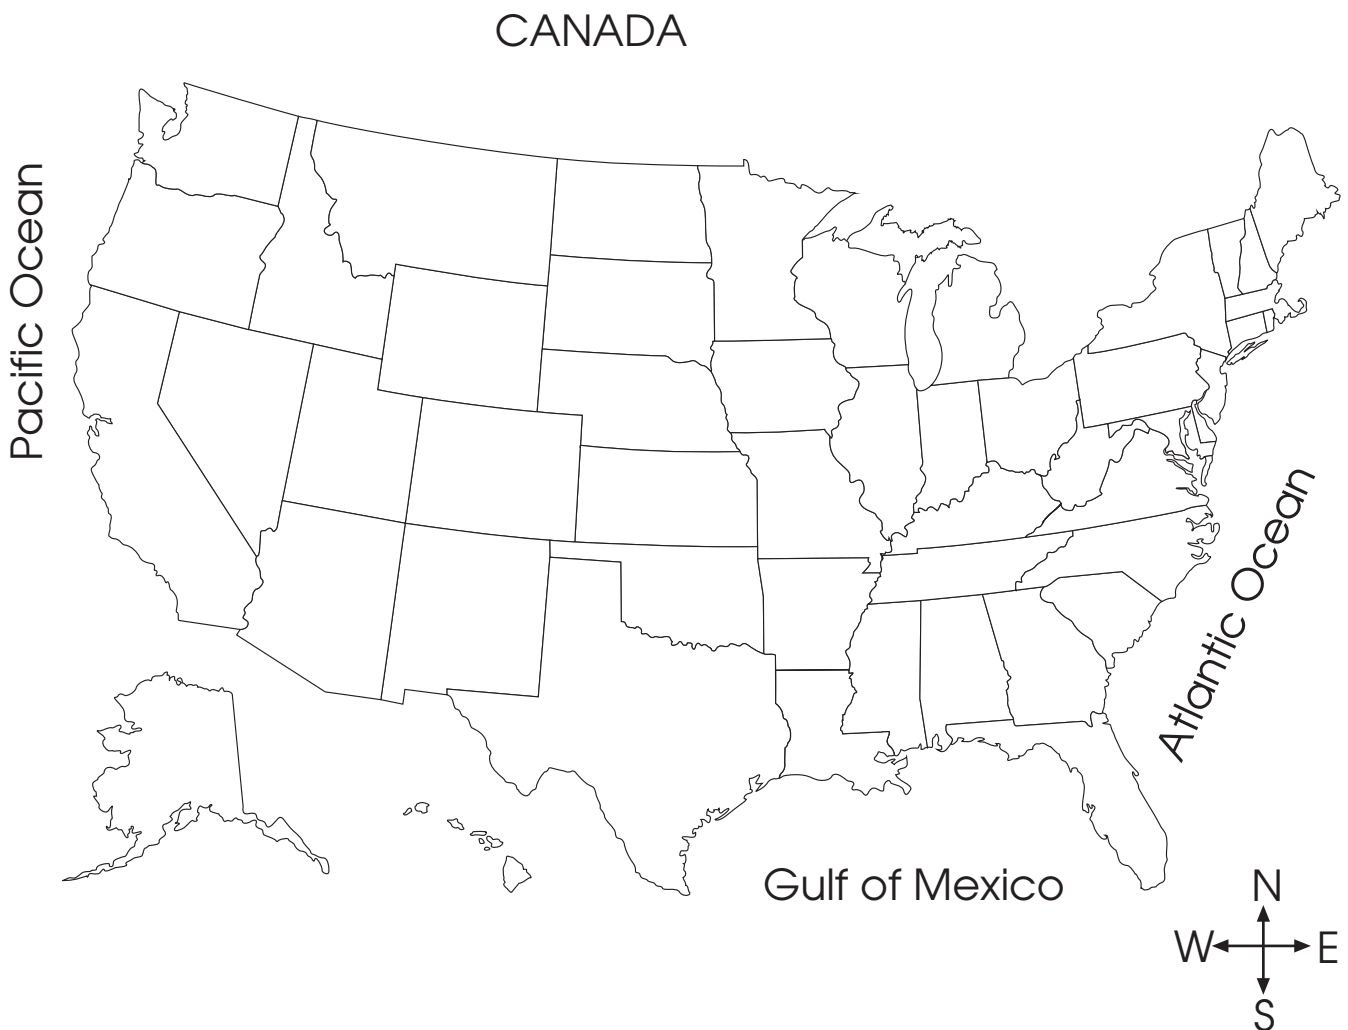 CANADA
Pacific Ocean
Atlantic Ocean
Gulf of Mexico
N
W E
S